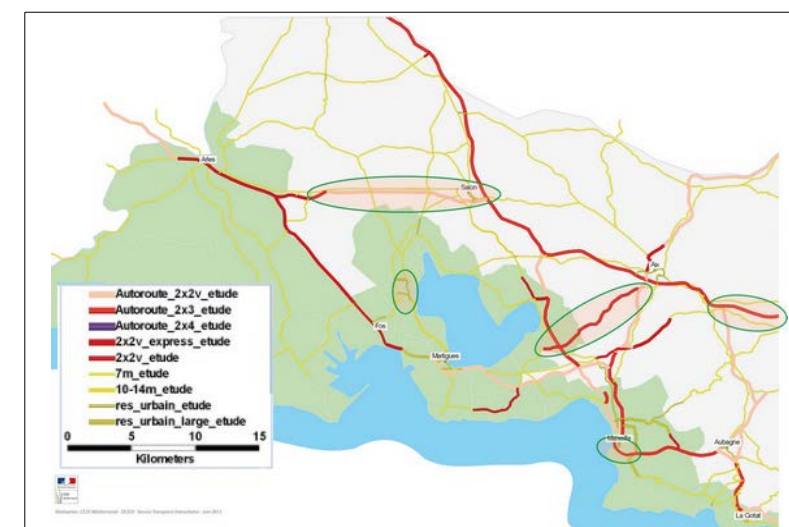 Arles
Salon
Aix
Autoroute_2x2v_etude
Autoroute_2x3_etude
Autoroute_2x4_etude
2x2v_express_etude
2x2v_etude
7m_etude
10-14m_etude
res_urbain_etude
res_urbain_large_etude
0 5 10 15
Kilometers
Fos
Martigues
Marseille
Aubagne
La Ciotat